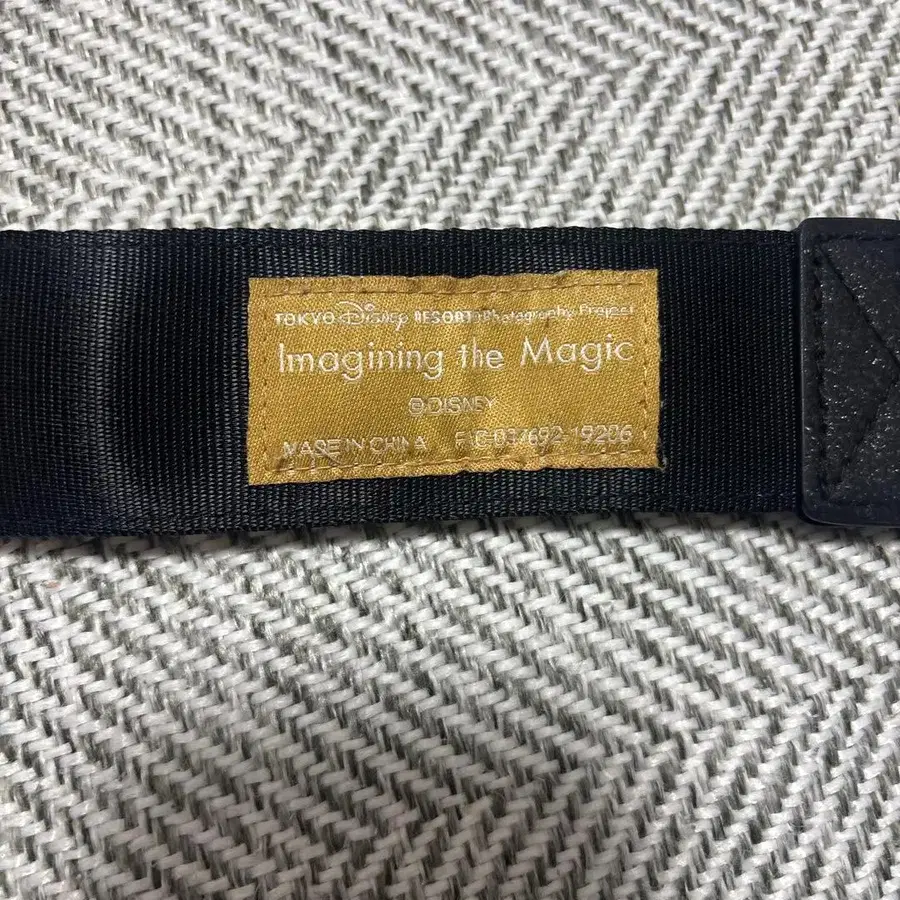 TOKYO Disney RESORT Photography Project
Imagining the Magic
©DISNEY
MADE IN CHINA